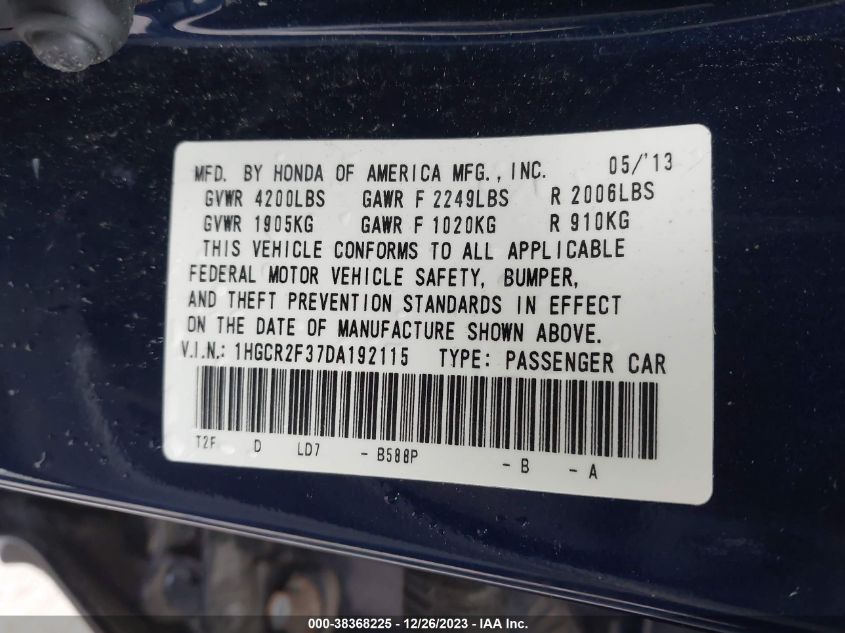 MFD. BY HONDA OF AMERICA MFG., INC. 05/'13
GVWR 4200LBS GAWR F 2249LBS R 2006LBS
GVWR 1905KG GAWR F 1020KG R 910KG
THIS VEHICLE CONFORMS TO ALL APPLICABLE
FEDERAL MOTOR VEHICLE SAFETY, BUMPER,
AND THEFT PREVENTION STANDARDS IN EFFECT
ON THE DATE OF MANUFACTURE SHOWN ABOVE.
V.I.N.: 1HGCR2F37DA192115 TYPE: PASSENGER CAR
T2F D LD7 - B588P - B - A
000-38368225 - 12/26/2023 - IAA Inc.